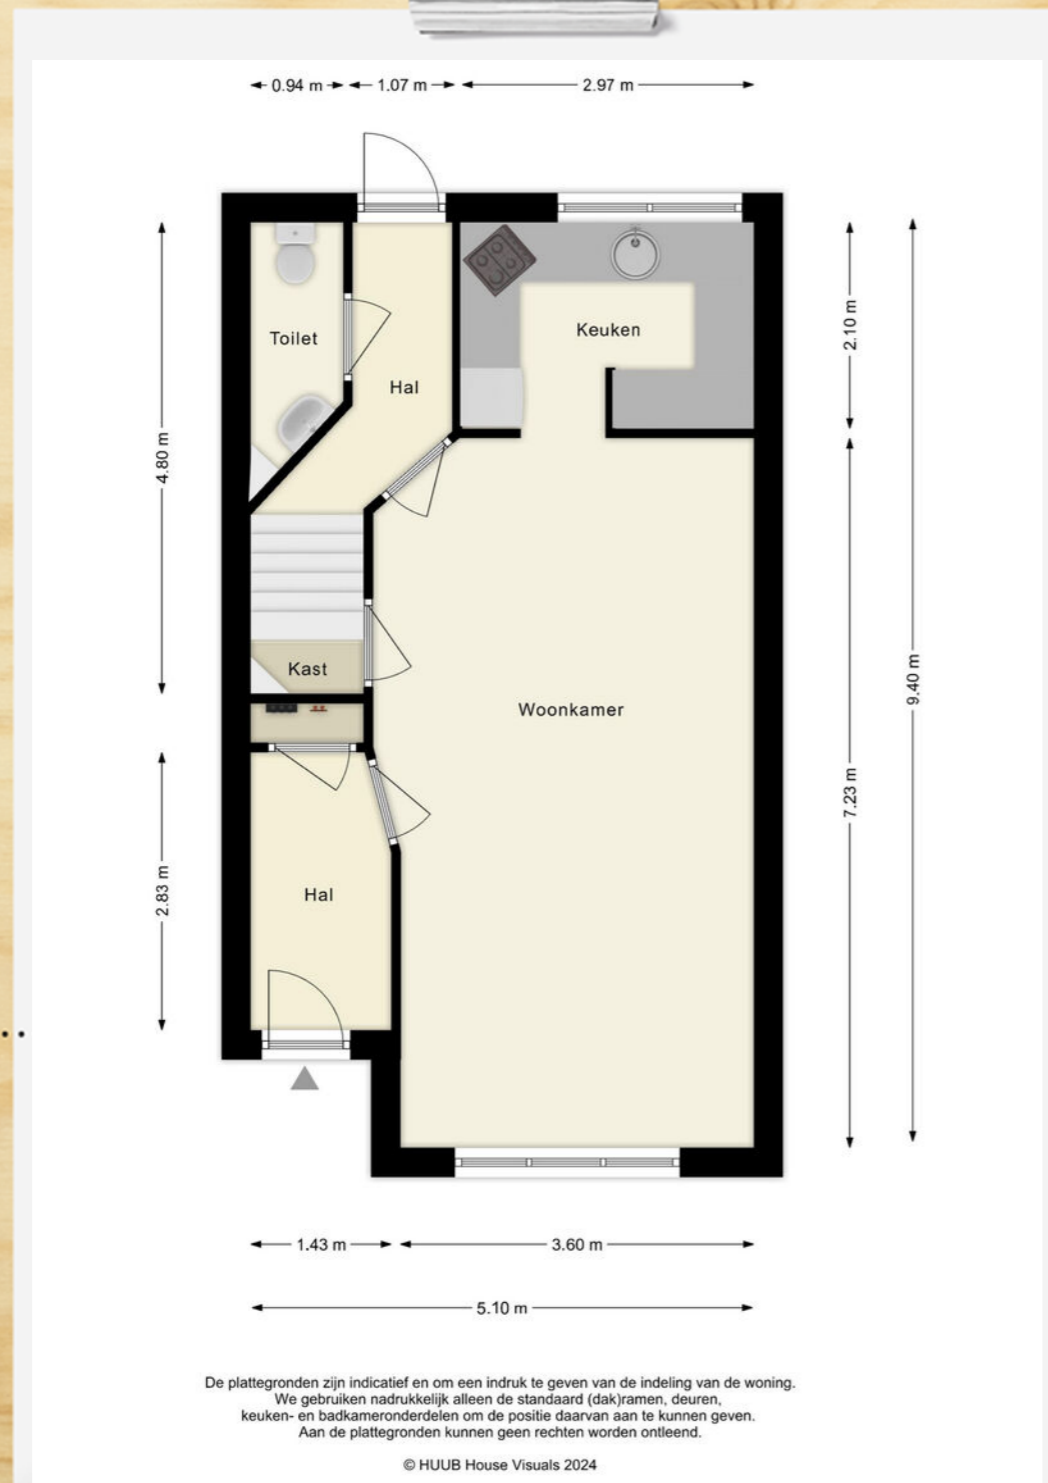 0.94 m
1.07 m
2.97 m
Toilet
Hal
Keuken
2.10 m
4.80 m
Kast
Woonkamer
9.40 m
7.23 m
2.83 m
Hal
1.43 m
3.60 m
5.10 m
De plattegronden zijn indicatief en om een indruk te geven van de indeling van de woning.
We gebruiken nadrukkelijk alleen de standaard (dak)ramen, deuren,
keuken- en badkameronderdelen om de positie daarvan aan te kunnen geven.
Aan de plattegronden kunnen geen rechten worden ontleend.
© HUUB House Visuals 2024